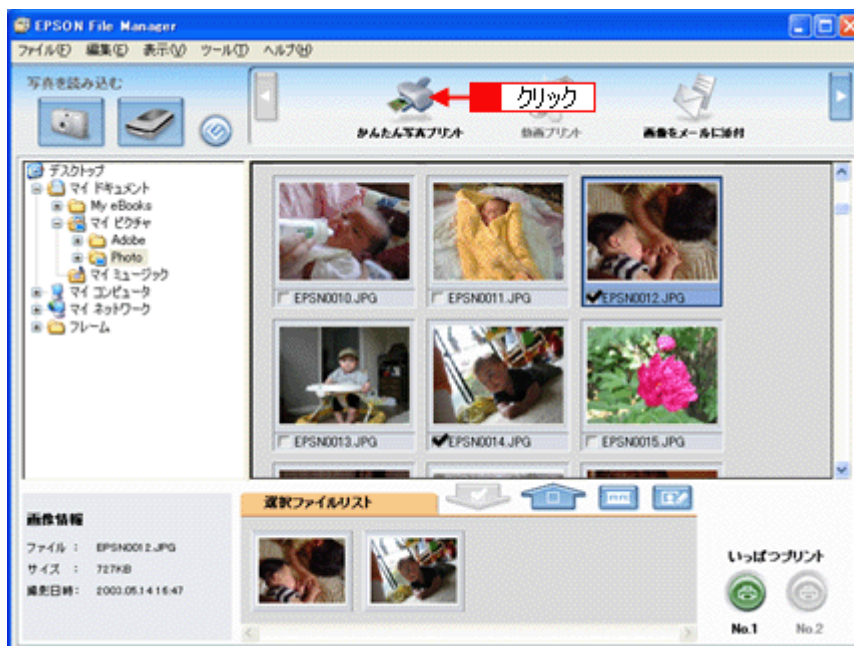 EPSON File Manager
ファイル(F) 編集(E) 表示(V) ツール(T) ヘルプ(H)
写真を読み込む
クリック
かんたん写真プリント 動画プリント 画像をメールに添付
デスクトップ
マイ ドキュメント
My eBooks
マイ ピクチャ
Adobe
Photo
マイ ミュージック
マイ コンピュータ
マイ ネットワーク
フレーム
EPSN0010.JPG EPSN0011.JPG EPSN0012.JPG
EPSN0013.JPG EPSN0014.JPG EPSN0015.JPG
選択ファイルリスト
画像情報
ファイル : EPSN0012.JPG
サイズ : 727KB
撮影日時: 2003.05.14 16:47
いっぱつプリント
No.1 No.2